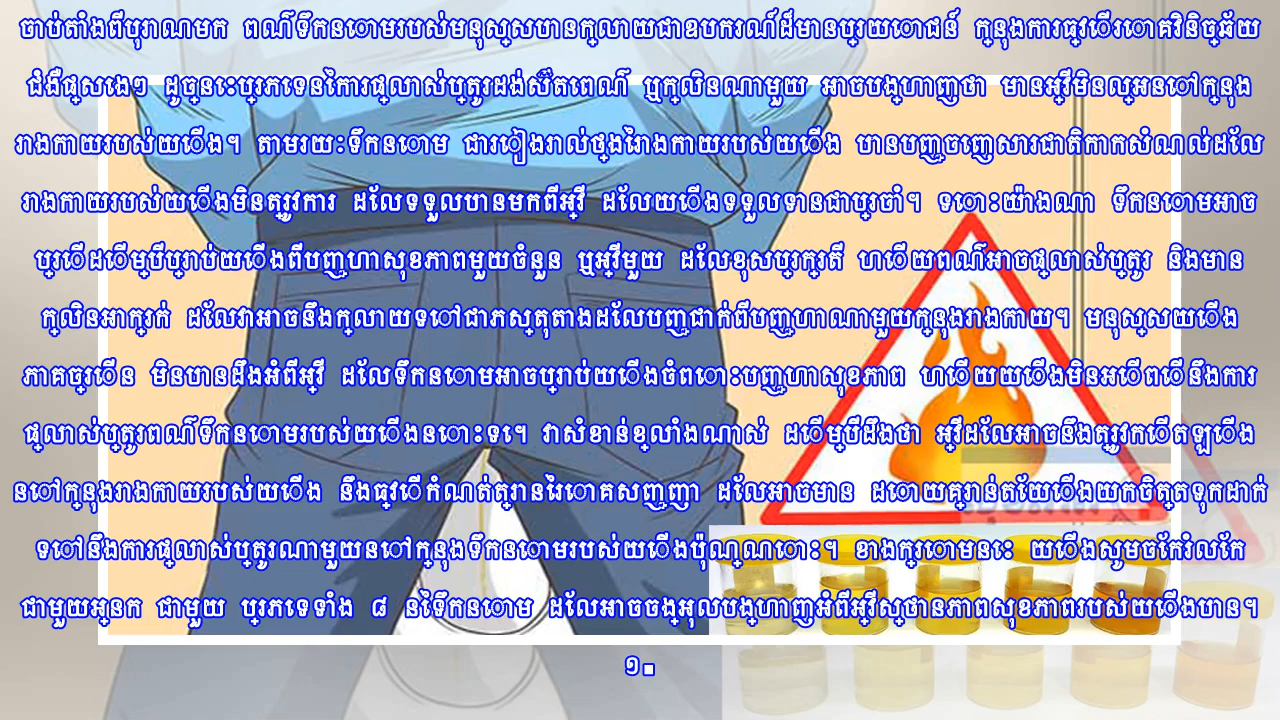 ចាប់តាំងពីបុរាណមក ពណ៌ទឹកនោមរបស់មនុស្សបានក្លាយជាឧបករណ៍ដ៏មានប្រយោជន៍ ក្នុងការធ្វើរោគវិនិច្ឆ័យ
ជំងឺផ្សេងៗ ដូច្នេះប្រភេទនៃការផ្លាស់ប្តូរដង់ស៊ីតេពណ៌ ឬក្លិនណាមួយ អាចបង្ហាញថា មានអ្វីមិនល្អនៅក្នុង
រាងកាយរបស់យើង។ តាមរយៈទឹកនោម ជារៀងរាល់ថ្ងៃរាងកាយរបស់យើង បានបញ្ចេញសារជាតិកាកសំណល់ដែល
រាងកាយរបស់យើងមិនត្រូវការ ដែលទទួលបានមកពីអ្វី ដែលយើងទទួលទានជាប្រចាំ។ ទោះយ៉ាងណា ទឹកនោមអាច
ប្រើដើម្បីប្រាប់យើងពីបញ្ហាសុខភាពមួយចំនួន ឬអ្វីមួយ ដែលខុសប្រក្រតី ហើយពណ៌អាចផ្លាស់ប្តូរ និងមាន
ក្លិនអាក្រក់ ដែលវាអាចនឹងក្លាយទៅជាភស្តុតាងដែលបញ្ជាក់ពីបញ្ហាណាមួយក្នុងរាងកាយ។ មនុស្សយើង
ភាគច្រើន មិនបានដឹងអំពីអ្វី ដែលទឹកនោមអាចប្រាប់យើងចំពោះបញ្ហាសុខភាព ហើយយើងមិនអើពើនឹងការ
ផ្លាស់ប្តូរពណ៌ទឹកនោមរបស់យើងនោះទេ។ វាសំខាន់ខ្លាំងណាស់ ដើម្បីដឹងថា អ្វីដែលអាចនឹងត្រូវកើតឡើង
នៅក្នុងរាងកាយរបស់យើង នឹងធ្វើកំណត់ត្រានៃរោគសញ្ញា ដែលអាចមាន ដោយគ្រាន់តែយើងយកចិត្តទុកដាក់
ទៅនឹងការផ្លាស់ប្តូរណាមួយនៅក្នុងទឹកនោមរបស់យើងប៉ុណ្ណោះ។ ខាងក្រោមនេះ យើងសូមចែករំលែក
ជាមួយអ្នក ជាមួយ ប្រភេទទាំង ៨ នៃទឹកនោម ដែលអាចចង្អុលបង្ហាញអំពីអ្វីស្ថានភាពសុខភាពរបស់យើងបាន។
១.